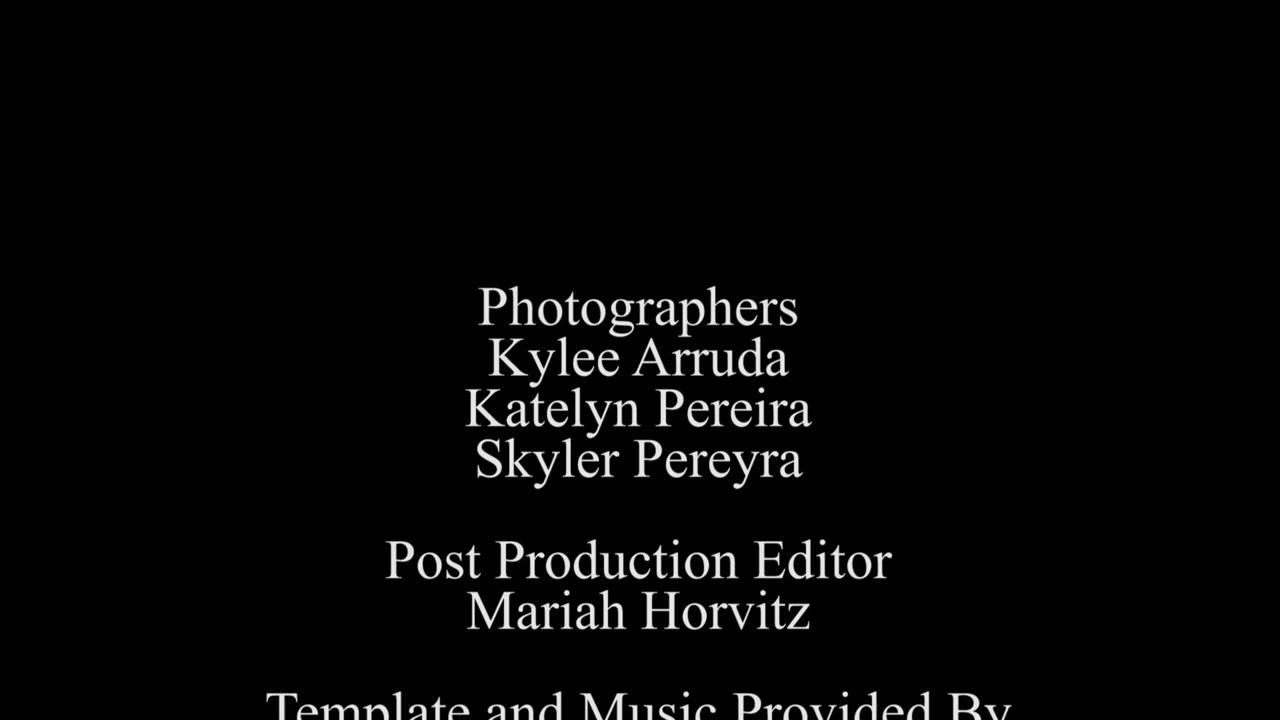 Photographers
Kylee Arruda
Katelyn Pereira
Skyler Pereyra
Post Production Editor
Mariah Horvitz
Template and Music Provided By